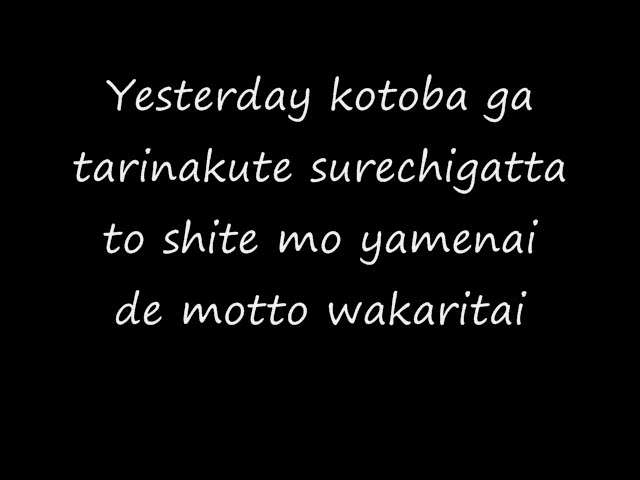 Yesterday kotoba ga
tarinakute surechigatta
to shite mo yamenai
de motto wakaritai